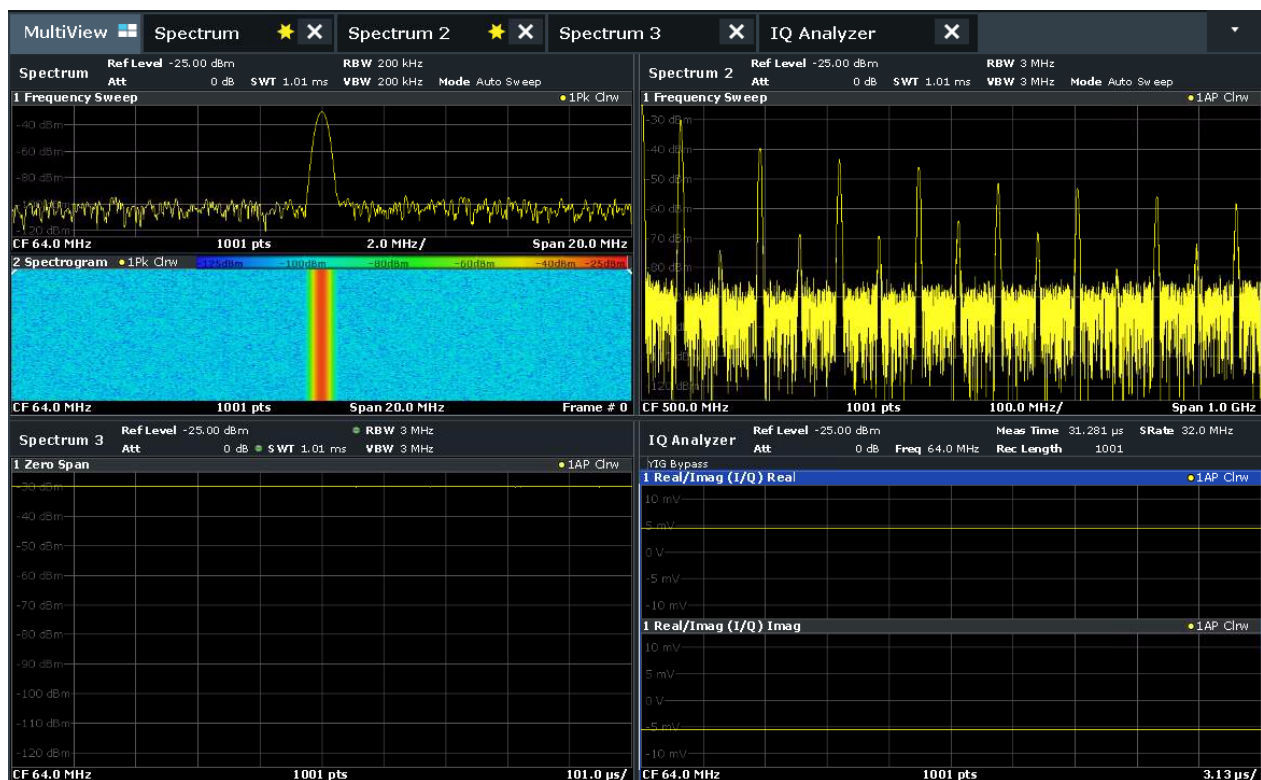 MultiView Spectrum Spectrum 2 Spectrum 3 IQ Analyzer
Spectrum
Ref Level -25.00 dBm RBW 200 kHz
Att 0 dB SWT 1.01 ms VBW 200 kHz Mode Auto Sweep
1 Frequency Sweep 1Pk Clrw
-40 dBm
-60 dBm
-80 dBm
-120 dBm
CF 64.0 MHz 1001 pts 2.0 MHz/ Span 20.0 MHz
2 Spectrogram 1Pk Clrw -125dBm -100dBm -80dBm -60dBm -40dBm -25dBm
CF 64.0 MHz 1001 pts Span 20.0 MHz Frame # 0
Spectrum 2
Ref Level -25.00 dBm RBW 3 MHz
Att 0 dB SWT 1.01 ms VBW 3 MHz Mode Auto Sweep
1 Frequency Sweep 1AP Clrw
-30 dBm
-40 dBm
-50 dBm
-60 dBm
-70 dBm
-80 dBm
CF 500.0 MHz 1001 pts 100.0 MHz/ Span 1.0 GHz
Spectrum 3
Ref Level -25.00 dBm RBW 3 MHz
Att 0 dB SWT 1.01 ms VBW 3 MHz
1 Zero Span 1AP Clrw
-30 dBm
-40 dBm
-50 dBm
-60 dBm
-70 dBm
-80 dBm
-90 dBm
-100 dBm
-110 dBm
-120 dBm
CF 64.0 MHz 1001 pts 101.0 µs/
IQ Analyzer
Ref Level -25.00 dBm Meas Time 31.281 µs SRate 32.0 MHz
Att 0 dB Freq 64.0 MHz Rec Length 1001
YIG Bypass
1 Real/Imag (I/Q) Real 1AP Clrw
10 mV
5 mV
0 V
-5 mV
-10 mV
1 Real/Imag (I/Q) Imag 1AP Clrw
10 mV
5 mV
0 V
-5 mV
-10 mV
CF 64.0 MHz 1001 pts 3.13 µs/